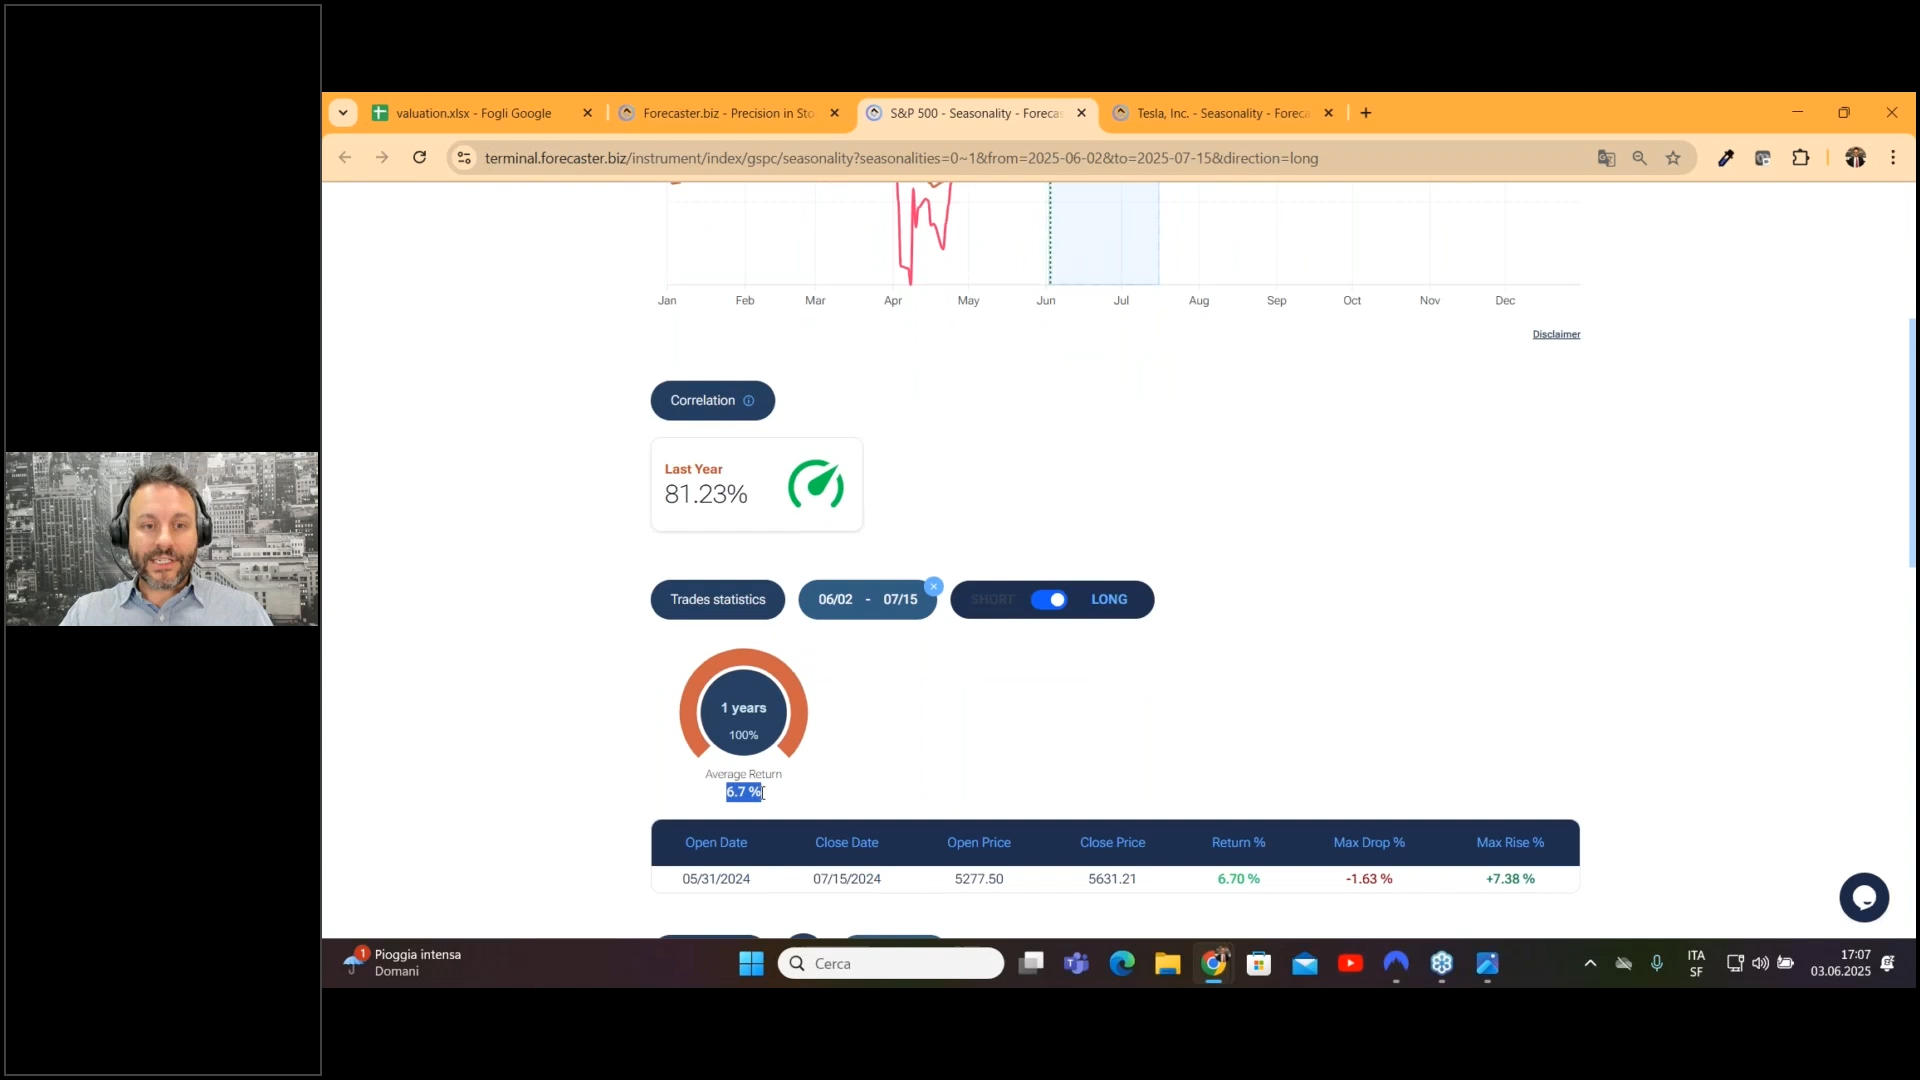 valuation.xlsx - Fogli Google
Forecaster.biz - Precision in Sto
S&P 500 - Seasonality - Forecas
Tesla, Inc. - Seasonality - Foreca
terminal.forecaster.biz/instrument/index/gspc/seasonality?seasonalities=0~1&from=2025-06-02&to=2025-07-15&direction=long
Jan Feb Mar Apr May Jun Jul Aug Sep Oct Nov Dec
Disclaimer
Correlation
Last Year
81.23%
Trades statistics
06/02 - 07/15
SHORT LONG
1 years
100%
Average Return
6.7 %
Open Date Close Date Open Price Close Price Return % Max Drop % Max Rise %
05/31/2024 07/15/2024 5277.50 5631.21 6.70 % -1.63 % +7.38 %
1
Pioggia intensa
Domani
Cerca
ITA
SF
17:07
03.06.2025